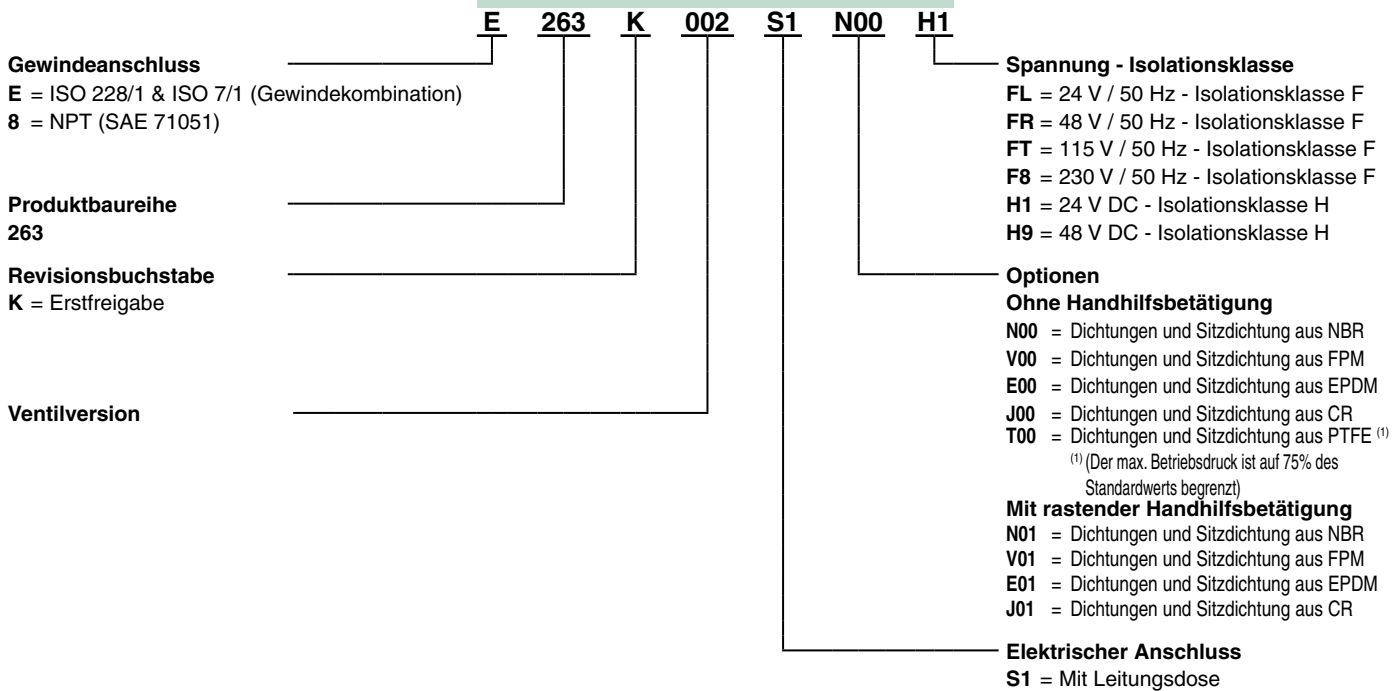 E 263 K 002 S1 N00 H1
Gewindeanschluss
E = ISO 228/1 & ISO 7/1 (Gewindekombination)
8 = NPT (SAE 71051)
Produktbaureihe
263
Revisionsbuchstabe
K = Erstfreigabe
Ventilversion
Spannung - Isolationsklasse
FL = 24 V / 50 Hz - Isolationsklasse F
FR = 48 V / 50 Hz - Isolationsklasse F
FT = 115 V / 50 Hz - Isolationsklasse F
F8 = 230 V / 50 Hz - Isolationsklasse F
H1 = 24 V DC - Isolationsklasse H
H9 = 48 V DC - Isolationsklasse H
Optionen
Ohne Handhilfsbetätigung
N00 = Dichtungen und Sitzdichtung aus NBR
V00 = Dichtungen und Sitzdichtung aus FPM
E00 = Dichtungen und Sitzdichtung aus EPDM
J00 = Dichtungen und Sitzdichtung aus CR
T00 = Dichtungen und Sitzdichtung aus PTFE (1)
(1) (Der max. Betriebsdruck ist auf 75% des
Standardwerts begrenzt)
Mit rastender Handhilfsbetätigung
N01 = Dichtungen und Sitzdichtung aus NBR
V01 = Dichtungen und Sitzdichtung aus FPM
E01 = Dichtungen und Sitzdichtung aus EPDM
J01 = Dichtungen und Sitzdichtung aus CR
Elektrischer Anschluss
S1 = Mit Leitungsdose